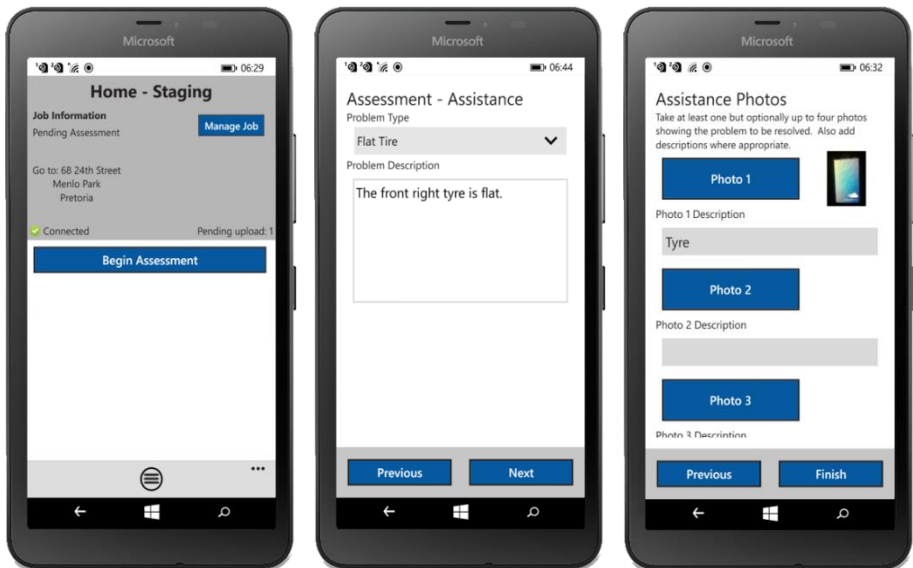 Microsoft
06:29
Home - Staging
Job Information
Pending Assessment
Manage Job
Go to: 68 24th Street
Menlo Park
Pretoria
Connected
Pending upload: 1
Begin Assessment
Microsoft
06:44
Assessment - Assistance
Problem Type
Flat Tire
Problem Description
The front right tyre is flat.
Previous
Next
Microsoft
06:32
Assistance Photos
Take at least one but optionally up to four photos
showing the problem to be resolved. Also add
descriptions where appropriate.
Photo 1
Photo 1 Description
Tyre
Photo 2
Photo 2 Description
Photo 3
Photo 3 Description
Previous
Finish